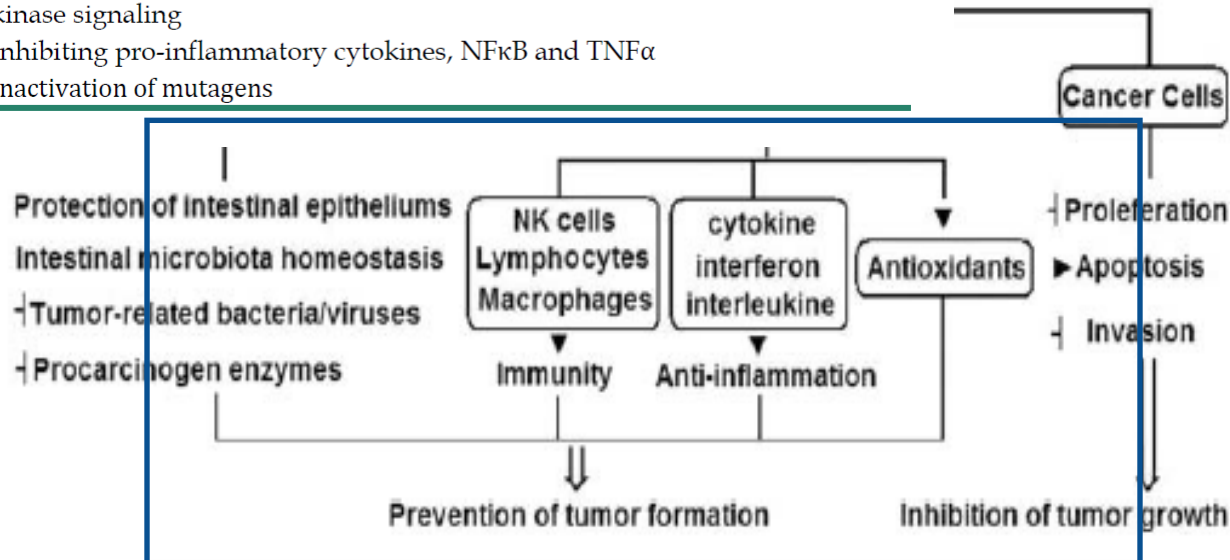 kinase signaling
nhibiting pro-inflammatory cytokines, NFκB and TNFα
nactivation of mutagens
Cancer Cells
Protection of intestinal epitheliums
Intestinal microbiota homeostasis
Tumor-related bacteria/viruses
Procarcinogen enzymes
NK cells
Lymphocytes
Macrophages
Immunity
cytokine
interferon
interleukine
Anti-inflammation
Antioxidants
Proleferation
Apoptosis
Invasion
Prevention of tumor formation
Inhibition of tumor growth